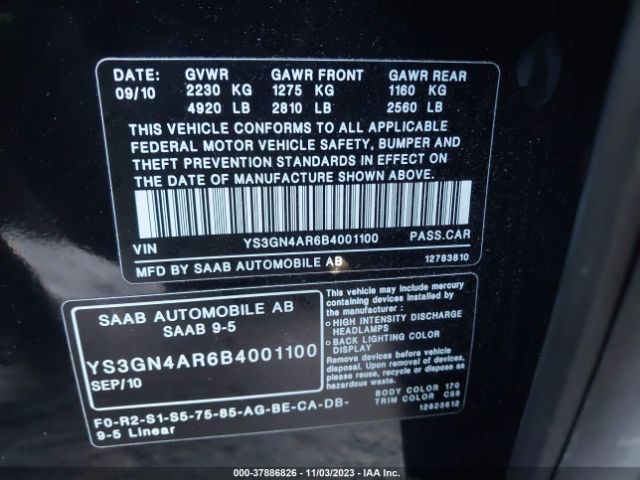 DATE: GVWR GAWR FRONT GAWR REAR
09/10 2230 KG 1275 KG 1160 KG
4920 LB 2810 LB 2560 LB
THIS VEHICLE CONFORMS TO ALL APPLICABLE
FEDERAL MOTOR VEHICLE SAFETY, BUMPER AND
THEFT PREVENTION STANDARDS IN EFFECT ON
THE DATE OF MANUFACTURE SHOWN ABOVE.
VIN YS3GN4AR6B4001100 PASS.CAR
MFD BY SAAB AUTOMOBILE AB 12783810
SAAB AUTOMOBILE AB
SAAB 9-5
YS3GN4AR6B4001100
SEP/10
F0-R2-S1-S5-75-85-AG-BE-CA-DB-
9-5 Linear
This vehicle may include mercury
containing devices installed by
the manufacturer:
o HIGH INTENSITY DISCHARGE
HEADLAMPS
o BACK LIGHTING COLOR
DISPLAY
Remove devices before vehicle
disposal. Upon removal of
devices please reuse, recycle
or dispose as appropriate
hazardous waste.
BODY COLOR 170
TRIM COLOR C59
12823612
000-37886826 - 11/03/2023 - IAA Inc.